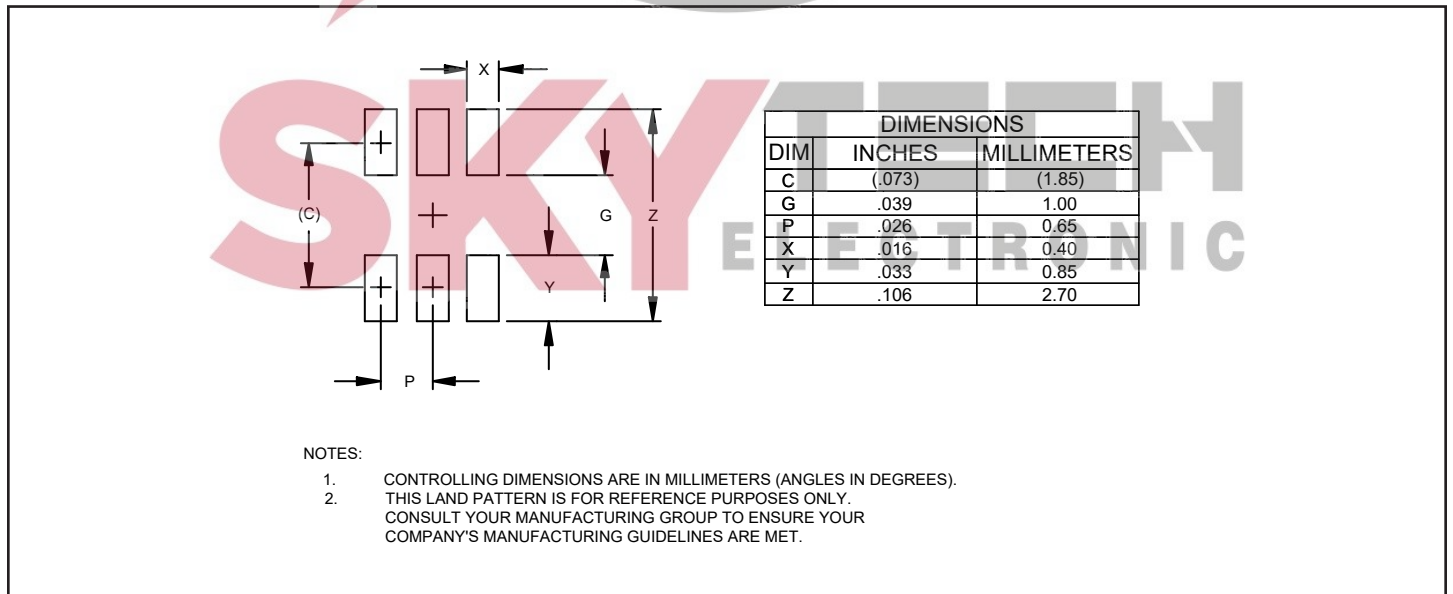 X
SKYTECH
ELECTRONIC
(C)
G
Z
Y
P
DIMENSIONS
DIM INCHES MILLIMETERS
C (.073) (1.85)
G .039 1.00
P .026 0.65
X .016 0.40
Y .033 0.85
Z .106 2.70
NOTES:
1. CONTROLLING DIMENSIONS ARE IN MILLIMETERS (ANGLES IN DEGREES).
2. THIS LAND PATTERN IS FOR REFERENCE PURPOSES ONLY.
CONSULT YOUR MANUFACTURING GROUP TO ENSURE YOUR
COMPANY'S MANUFACTURING GUIDELINES ARE MET.